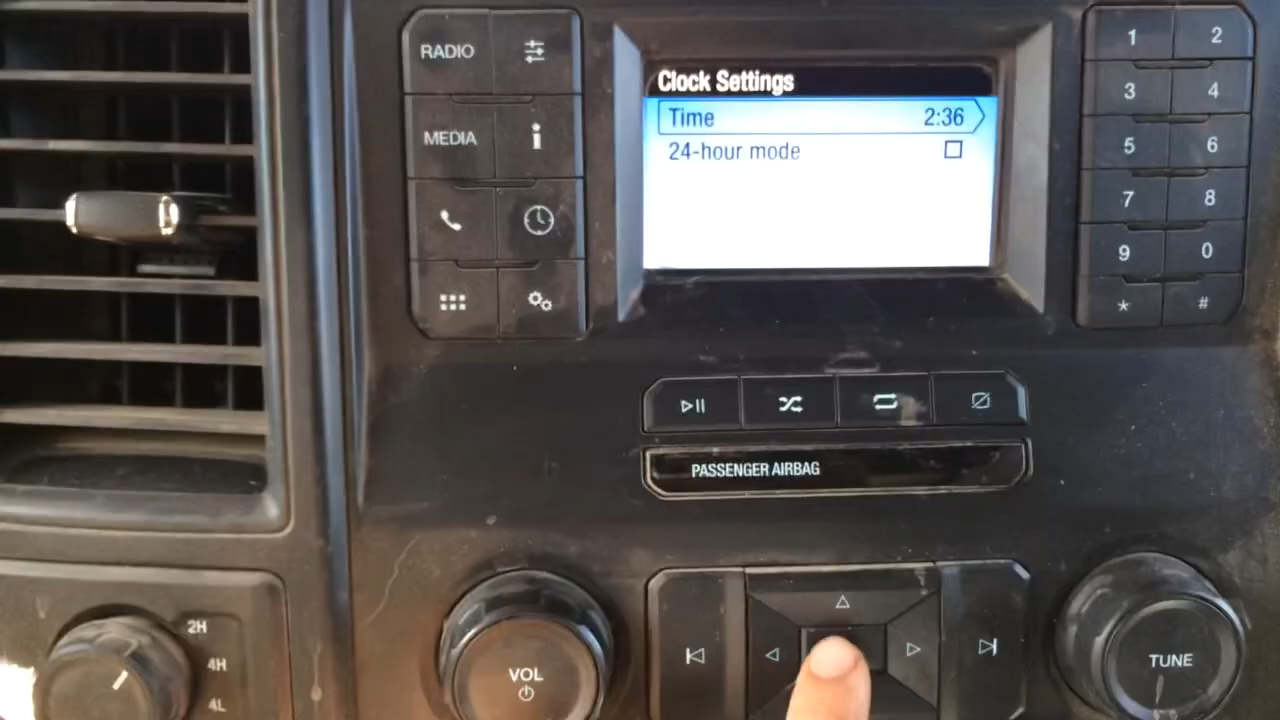 RADIO
MEDIA
Clock Settings
Time 2:36
24-hour mode
1 2
3 4
5 6
7 8
9 0
* #
PASSENGER AIRBAG
2H
4H
4L
VOL
TUNE